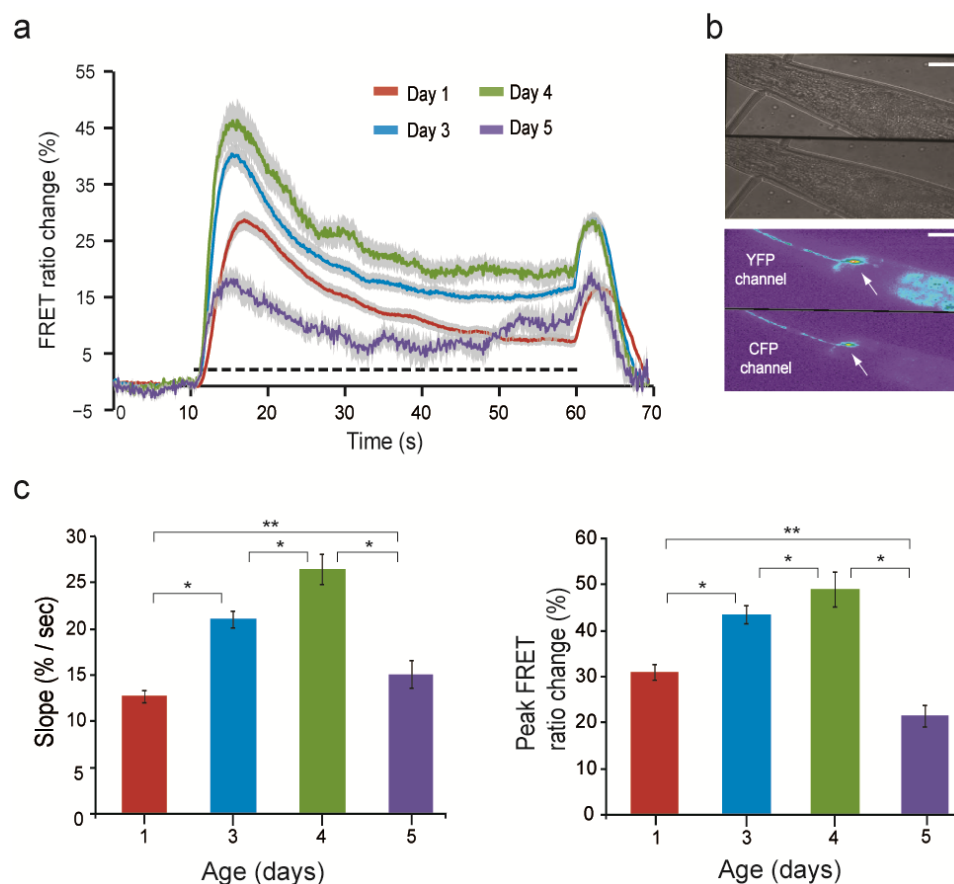 a
b
55
45
35
25
15
5
−5
FRET ratio change (%)
Day 1
Day 4
Day 3
Day 5
0
10
20
30
40
50
60
70
Time (s)
YFP
channel
CFP
channel
c
30
25
20
15
10
5
0
Slope (% / sec)
**
*
*
*
1
3
4
5
Age (days)
60
50
40
30
20
10
0
Peak FRET
ratio change (%)
**
*
*
*
1
3
4
5
Age (days)